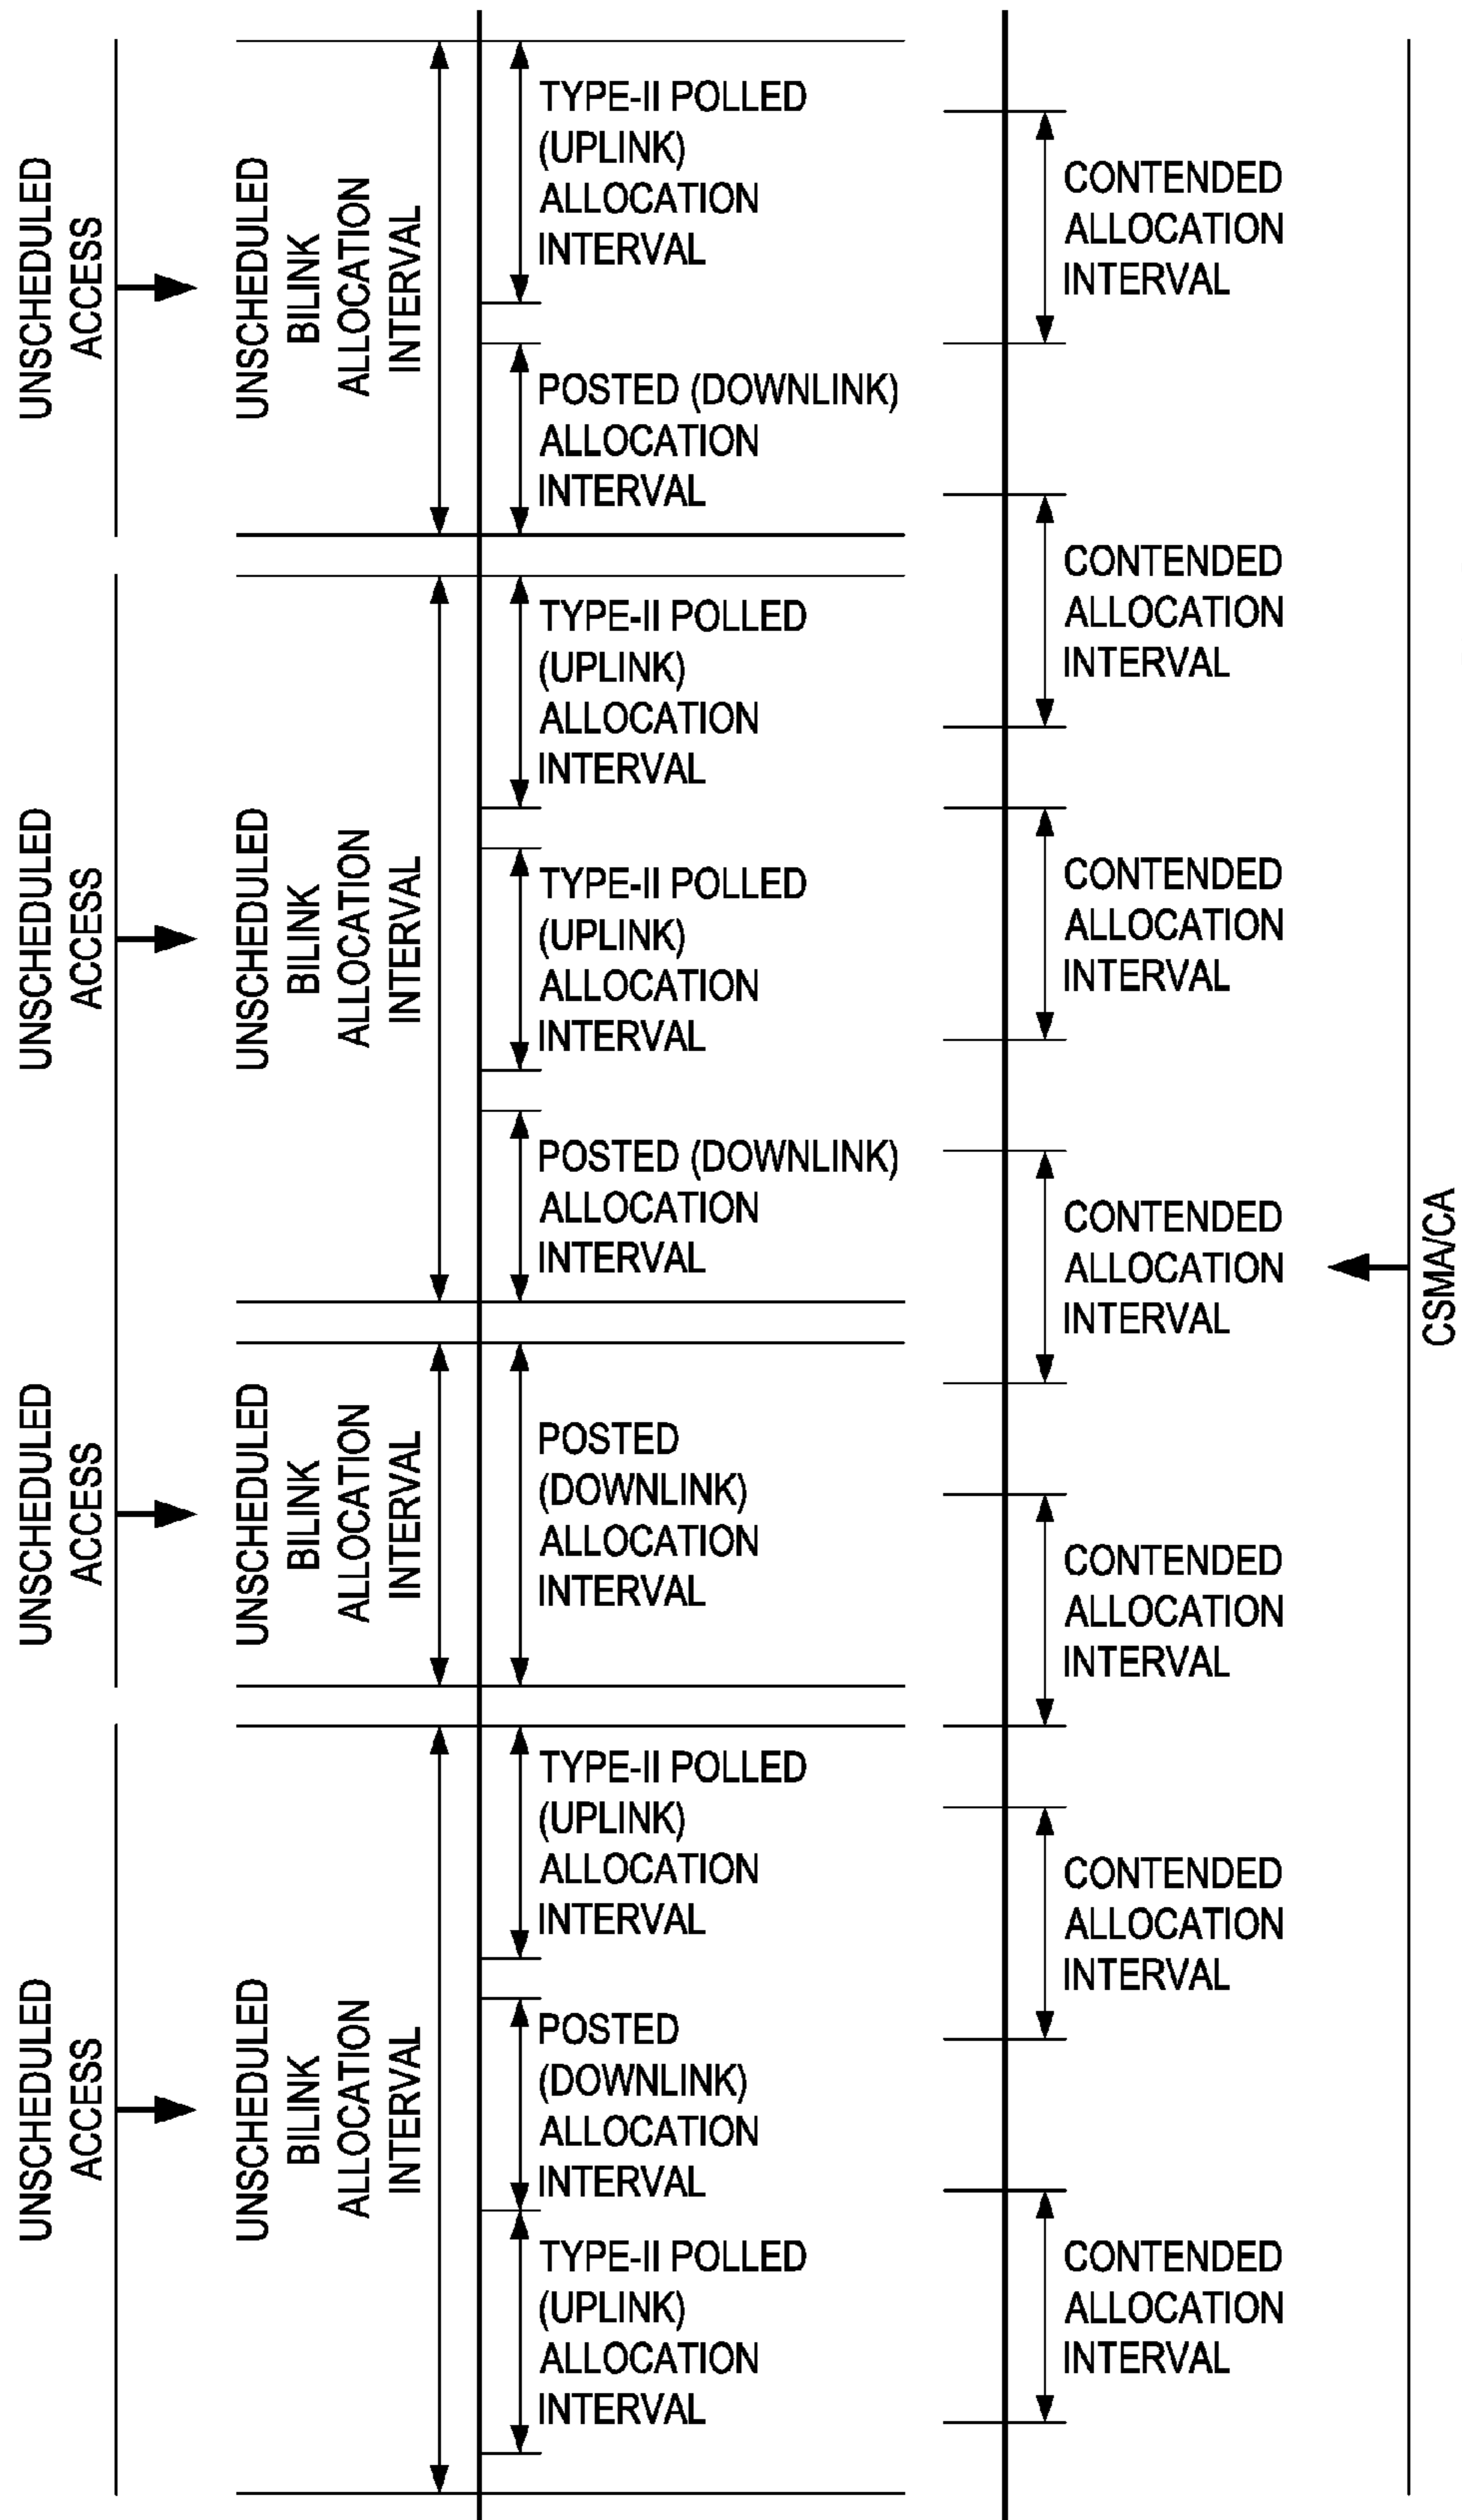 UNSCHEDULED
ACCESS
UNSCHEDULED
BILINK
ALLOCATION
INTERVAL
TYPE-II POLLED
(UPLINK)
ALLOCATION
INTERVAL
POSTED (DOWNLINK)
ALLOCATION
INTERVAL
UNSCHEDULED
ACCESS
UNSCHEDULED
BILINK
ALLOCATION
INTERVAL
TYPE-II POLLED
(UPLINK)
ALLOCATION
INTERVAL
TYPE-II POLLED
(UPLINK)
ALLOCATION
INTERVAL
POSTED (DOWNLINK)
ALLOCATION
INTERVAL
UNSCHEDULED
ACCESS
UNSCHEDULED
BILINK
ALLOCATION
INTERVAL
POSTED
(DOWNLINK)
ALLOCATION
INTERVAL
UNSCHEDULED
ACCESS
UNSCHEDULED
BILINK
ALLOCATION
INTERVAL
TYPE-II POLLED
(UPLINK)
ALLOCATION
INTERVAL
POSTED
(DOWNLINK)
ALLOCATION
INTERVAL
TYPE-II POLLED
(UPLINK)
ALLOCATION
INTERVAL
CONTENDED
ALLOCATION
INTERVAL
CONTENDED
ALLOCATION
INTERVAL
CONTENDED
ALLOCATION
INTERVAL
CONTENDED
ALLOCATION
INTERVAL
CONTENDED
ALLOCATION
INTERVAL
CONTENDED
ALLOCATION
INTERVAL
CONTENDED
ALLOCATION
INTERVAL
CSMA/CA